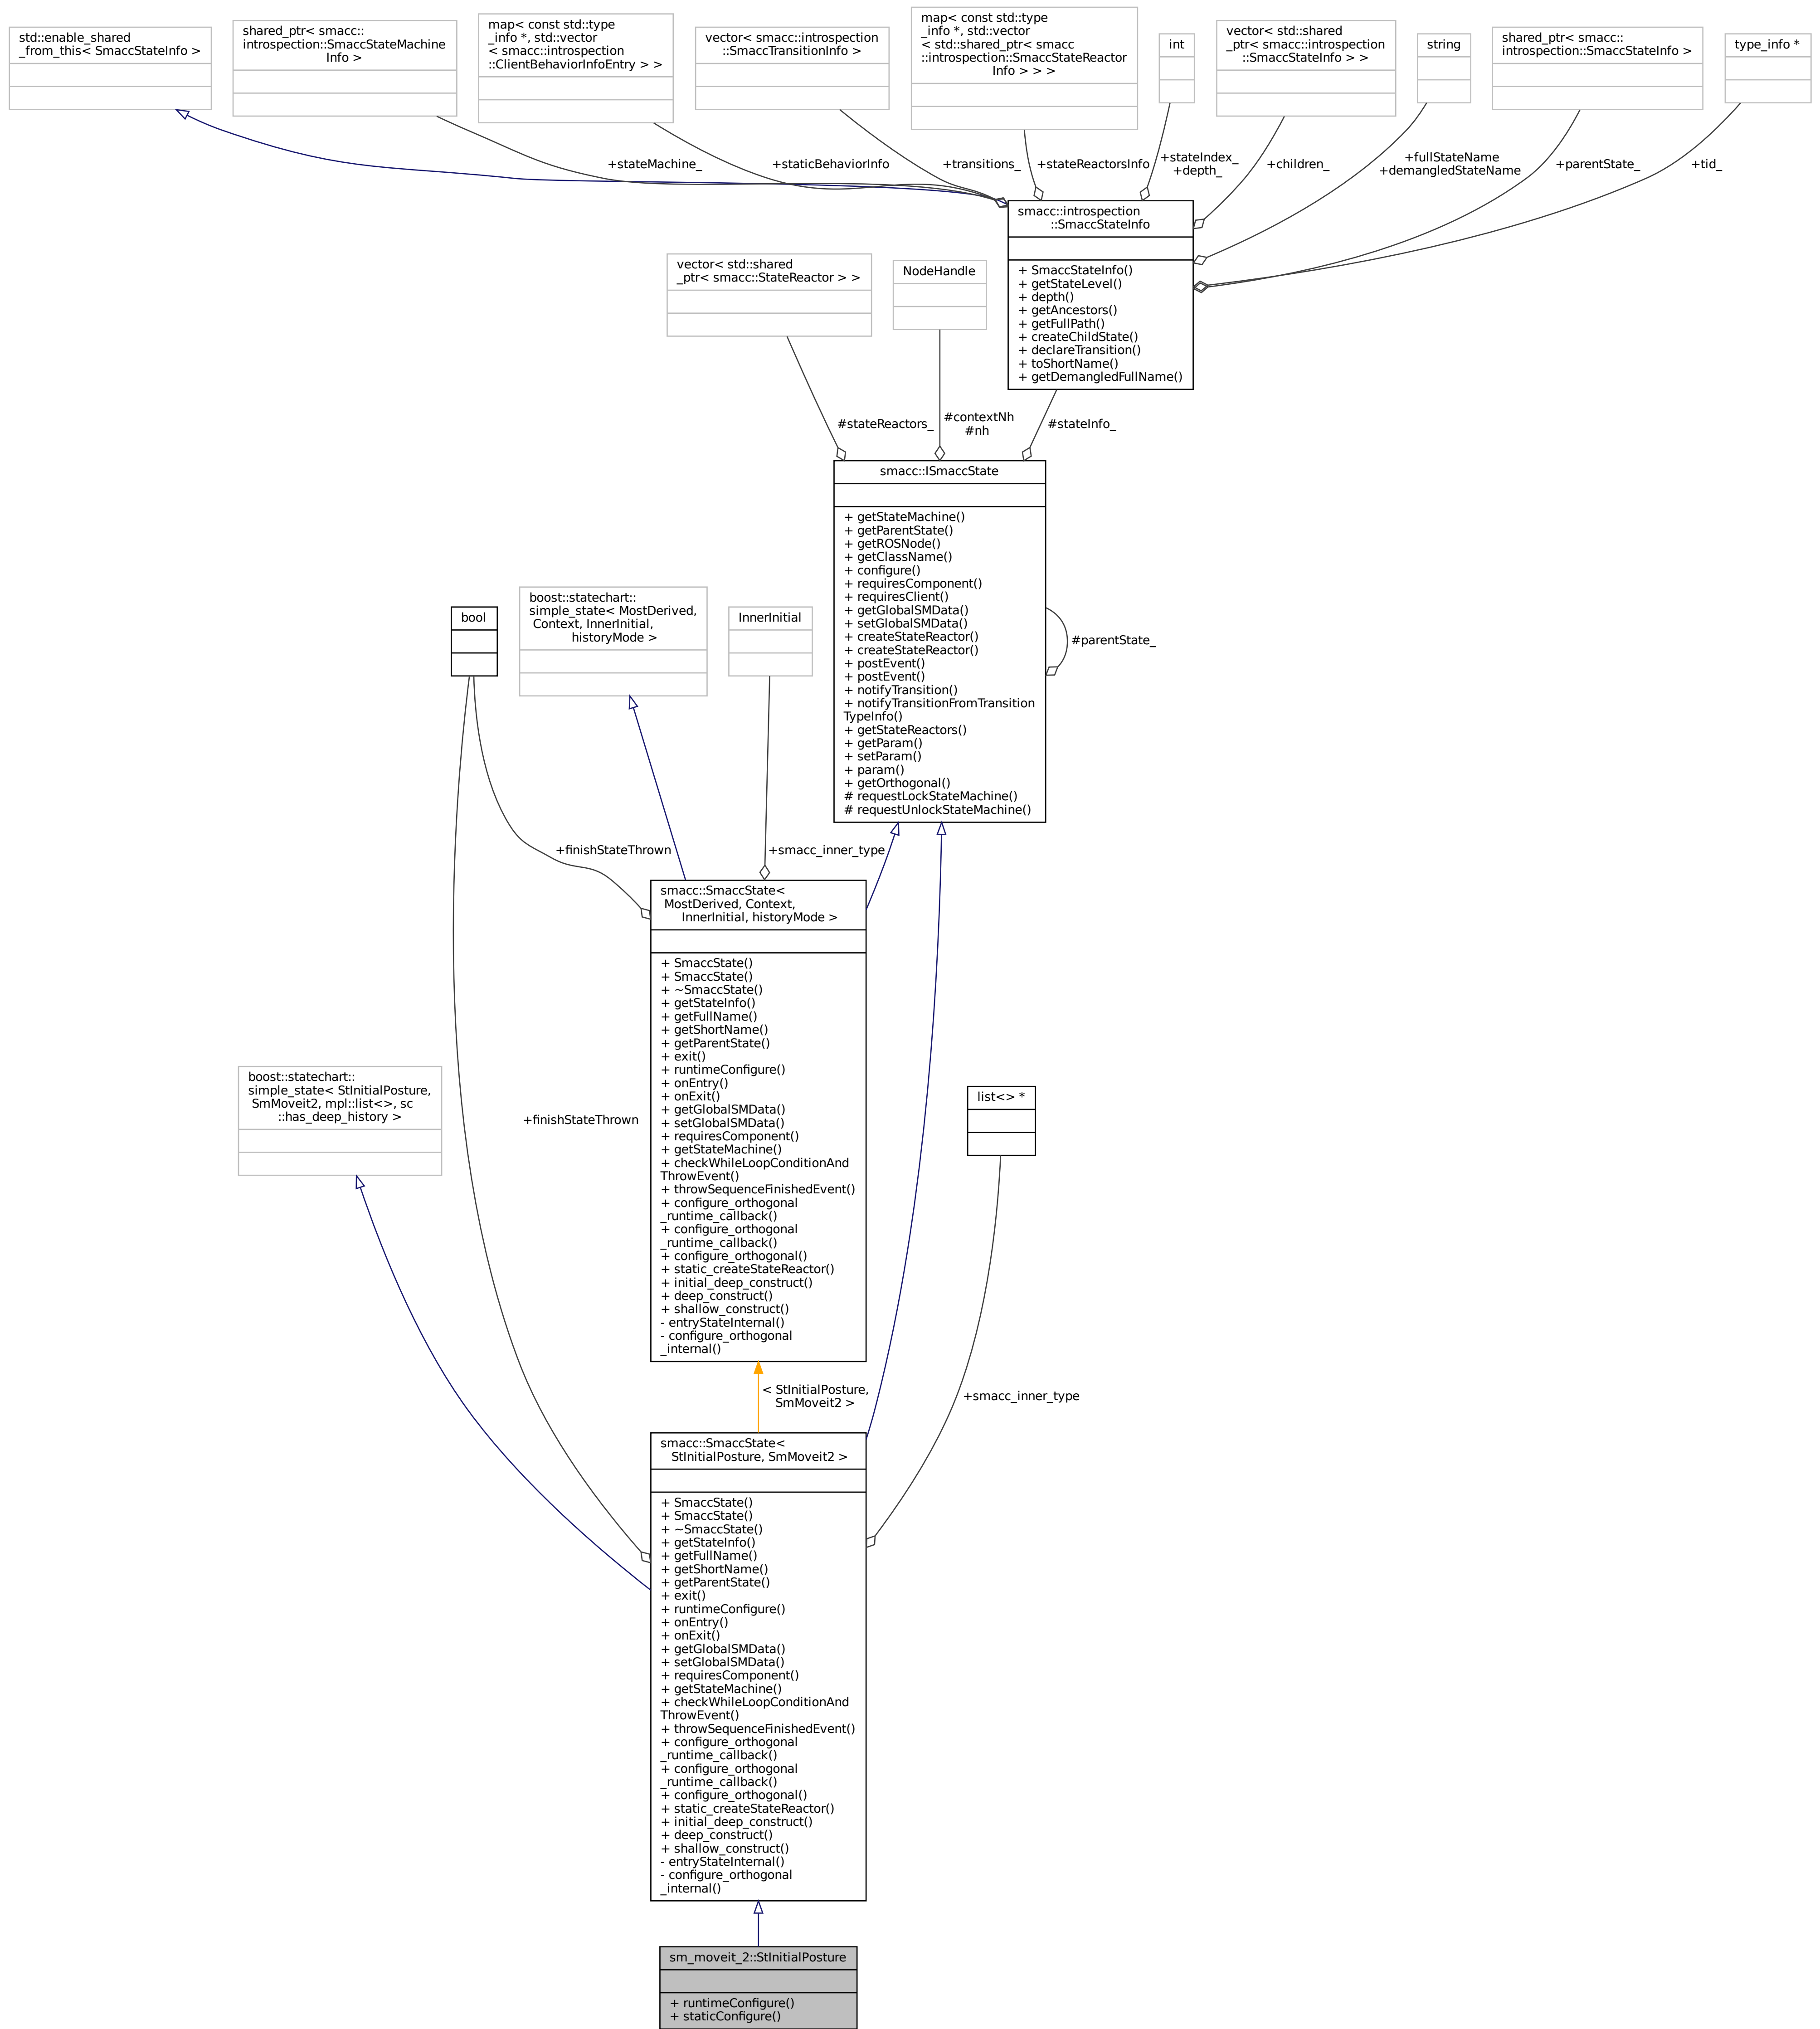 std::enable_shared
_from_this< SmaccStateInfo >
shared_ptr< smacc::
introspection::SmaccStateMachine
Info >
map< const std::type
_info *, std::vector
< smacc::introspection
::ClientBehaviorInfoEntry > >
vector< smacc::introspection
::SmaccTransitionInfo >
map< const std::type
_info *, std::vector
< std::shared_ptr< smacc
::introspection::SmaccStateReactor
Info > > >
int
vector< std::shared
_ptr< smacc::introspection
::SmaccStateInfo > >
string
shared_ptr< smacc::
introspection::SmaccStateInfo >
type_info *
+stateMachine_
+staticBehaviorInfo
+transitions_
+stateReactorsInfo
+stateIndex_
+depth_
+children_
+fullStateName
+demangledStateName
+parentState_
+tid_
smacc::introspection
::SmaccStateInfo
+ SmaccStateInfo()
+ getStateLevel()
+ depth()
+ getAncestors()
+ getFullPath()
+ createChildState()
+ declareTransition()
+ toShortName()
+ getDemangledFullName()
vector< std::shared
_ptr< smacc::StateReactor > >
NodeHandle
#stateReactors_
#contextNh
#nh
#stateInfo_
smacc::ISmaccState
+ getStateMachine()
+ getParentState()
+ getROSNode()
+ getClassName()
+ configure()
+ requiresComponent()
+ requiresClient()
+ getGlobalSMData()
+ setGlobalSMData()
+ createStateReactor()
+ createStateReactor()
+ postEvent()
+ postEvent()
+ notifyTransition()
+ notifyTransitionFromTransition
TypeInfo()
+ getStateReactors()
+ getParam()
+ setParam()
+ param()
+ getOrthogonal()
# requestLockStateMachine()
# requestUnlockStateMachine()
#parentState_
bool
boost::statechart::
simple_state< MostDerived,
Context, InnerInitial,
historyMode >
InnerInitial
+finishStateThrown
+smacc_inner_type
smacc::SmaccState<
MostDerived, Context,
InnerInitial, historyMode >
+ SmaccState()
+ SmaccState()
+ ~SmaccState()
+ getStateInfo()
+ getFullName()
+ getShortName()
+ getParentState()
+ exit()
+ runtimeConfigure()
+ onEntry()
+ onExit()
+ getGlobalSMData()
+ setGlobalSMData()
+ requiresComponent()
+ getStateMachine()
+ checkWhileLoopConditionAnd
ThrowEvent()
+ throwSequenceFinishedEvent()
+ configure_orthogonal
_runtime_callback()
+ configure_orthogonal
_runtime_callback()
+ configure_orthogonal()
+ static_createStateReactor()
+ initial_deep_construct()
+ deep_construct()
+ shallow_construct()
- entryStateInternal()
- configure_orthogonal
_internal()
boost::statechart::
simple_state< StInitialPosture,
SmMoveit2, mpl::list<>, sc
::has_deep_history >
+finishStateThrown
list<> *
< StInitialPosture,
SmMoveit2 >
+smacc_inner_type
smacc::SmaccState<
StInitialPosture, SmMoveit2 >
+ SmaccState()
+ SmaccState()
+ ~SmaccState()
+ getStateInfo()
+ getFullName()
+ getShortName()
+ getParentState()
+ exit()
+ runtimeConfigure()
+ onEntry()
+ onExit()
+ getGlobalSMData()
+ setGlobalSMData()
+ requiresComponent()
+ getStateMachine()
+ checkWhileLoopConditionAnd
ThrowEvent()
+ throwSequenceFinishedEvent()
+ configure_orthogonal
_runtime_callback()
+ configure_orthogonal
_runtime_callback()
+ configure_orthogonal()
+ static_createStateReactor()
+ initial_deep_construct()
+ deep_construct()
+ shallow_construct()
- entryStateInternal()
- configure_orthogonal
_internal()
sm_moveit_2::StInitialPosture
+ runtimeConfigure()
+ staticConfigure()